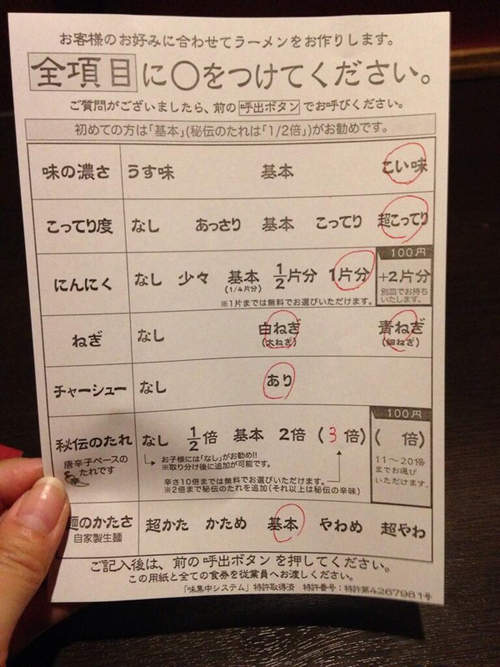 お客様のお好みに合わせてラーメンをお作りします。
全項目に○をつけてください。
ご質問がございましたら、前の呼出ボタンでお呼びください。
初めての方は「基本」(秘伝のたれは「1/2倍」)がお勧めです。
味の濃さ うす味 基本 こい味
こってり度 なし あっさり 基本 こってり 超こってり
100円
にんにく なし 少々 基本 1/2片分 1片分 +2片分
(1/4片分)
※1片までは無料でお選びいただけます。
別皿でお持ち
いたします。
ねぎ なし 白ねぎ 青ねぎ
(太ねぎ) (細ねぎ)
チャーシュー なし あり
100円
秘伝のたれ なし 1/2倍 基本 2倍 (3倍) ( 倍)
唐辛子ベースの
たれです
お子様には「なし」がお勧め!!
※取り分け後に追加が可能です。
辛さ10倍までは無料でお選びいただけます。
※2倍まで秘伝のたれを追加(それ以上は秘伝の辛味)
11～20倍
までお選び
いただけます。
麺のかたさ 超かた かため 基本 やわめ 超やわ
自家製生麺
ご記入後は、前の呼出ボタンを押してください。
この用紙と全ての食券を従業員へお渡しください。
「味集中システム」特許取得済 特許番号:特許第4267981号